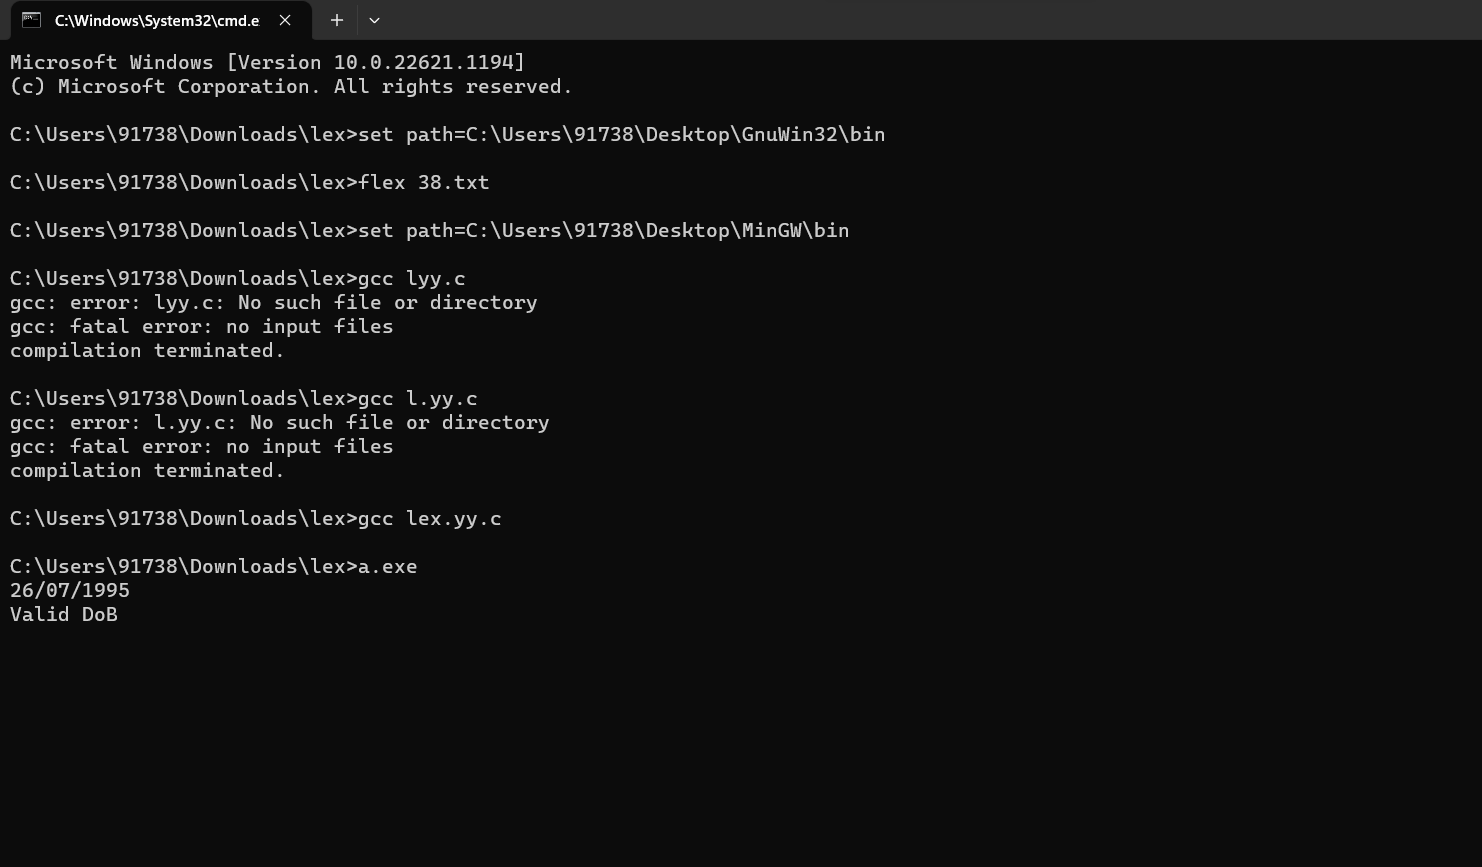 C:\Windows\System32\cmd.e
Microsoft Windows [Version 10.0.22621.1194]
(c) Microsoft Corporation. All rights reserved.
C:\Users\91738\Downloads\lex>set path=C:\Users\91738\Desktop\GnuWin32\bin
C:\Users\91738\Downloads\lex>flex 38.txt
C:\Users\91738\Downloads\lex>set path=C:\Users\91738\Desktop\MinGW\bin
C:\Users\91738\Downloads\lex>gcc lyy.c
gcc: error: lyy.c: No such file or directory
gcc: fatal error: no input files
compilation terminated.
C:\Users\91738\Downloads\lex>gcc l.yy.c
gcc: error: l.yy.c: No such file or directory
gcc: fatal error: no input files
compilation terminated.
C:\Users\91738\Downloads\lex>gcc lex.yy.c
C:\Users\91738\Downloads\lex>a.exe
26/07/1995
Valid DoB